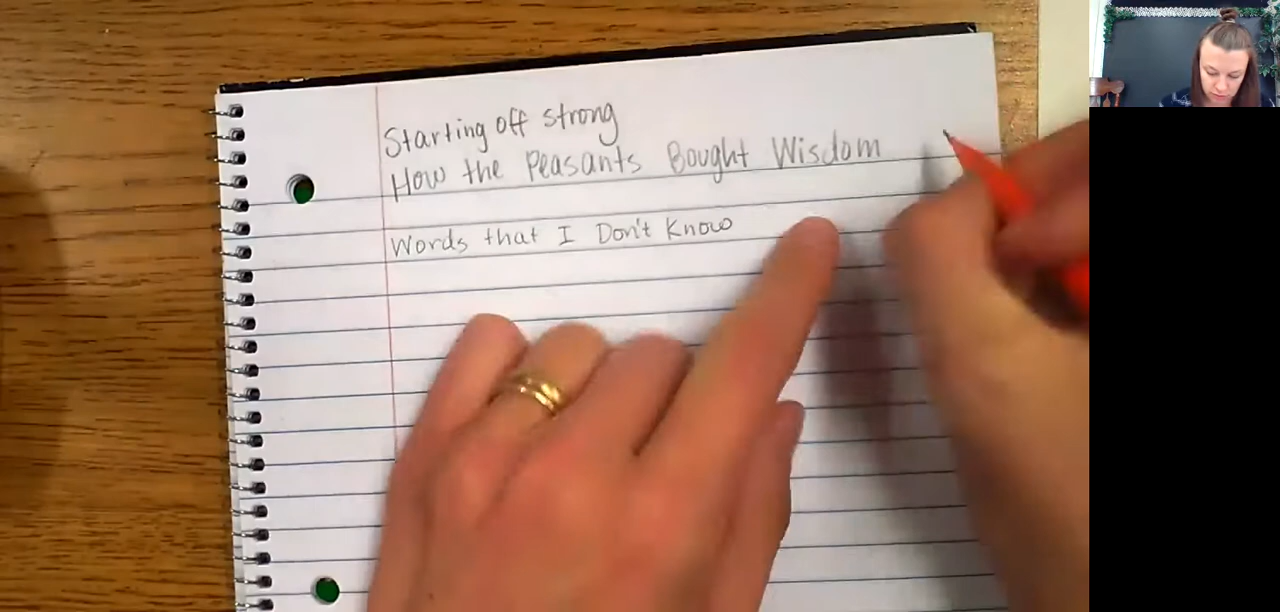 Starting off strong
How the Peasants Bought Wisdom
Words that I Don't Know